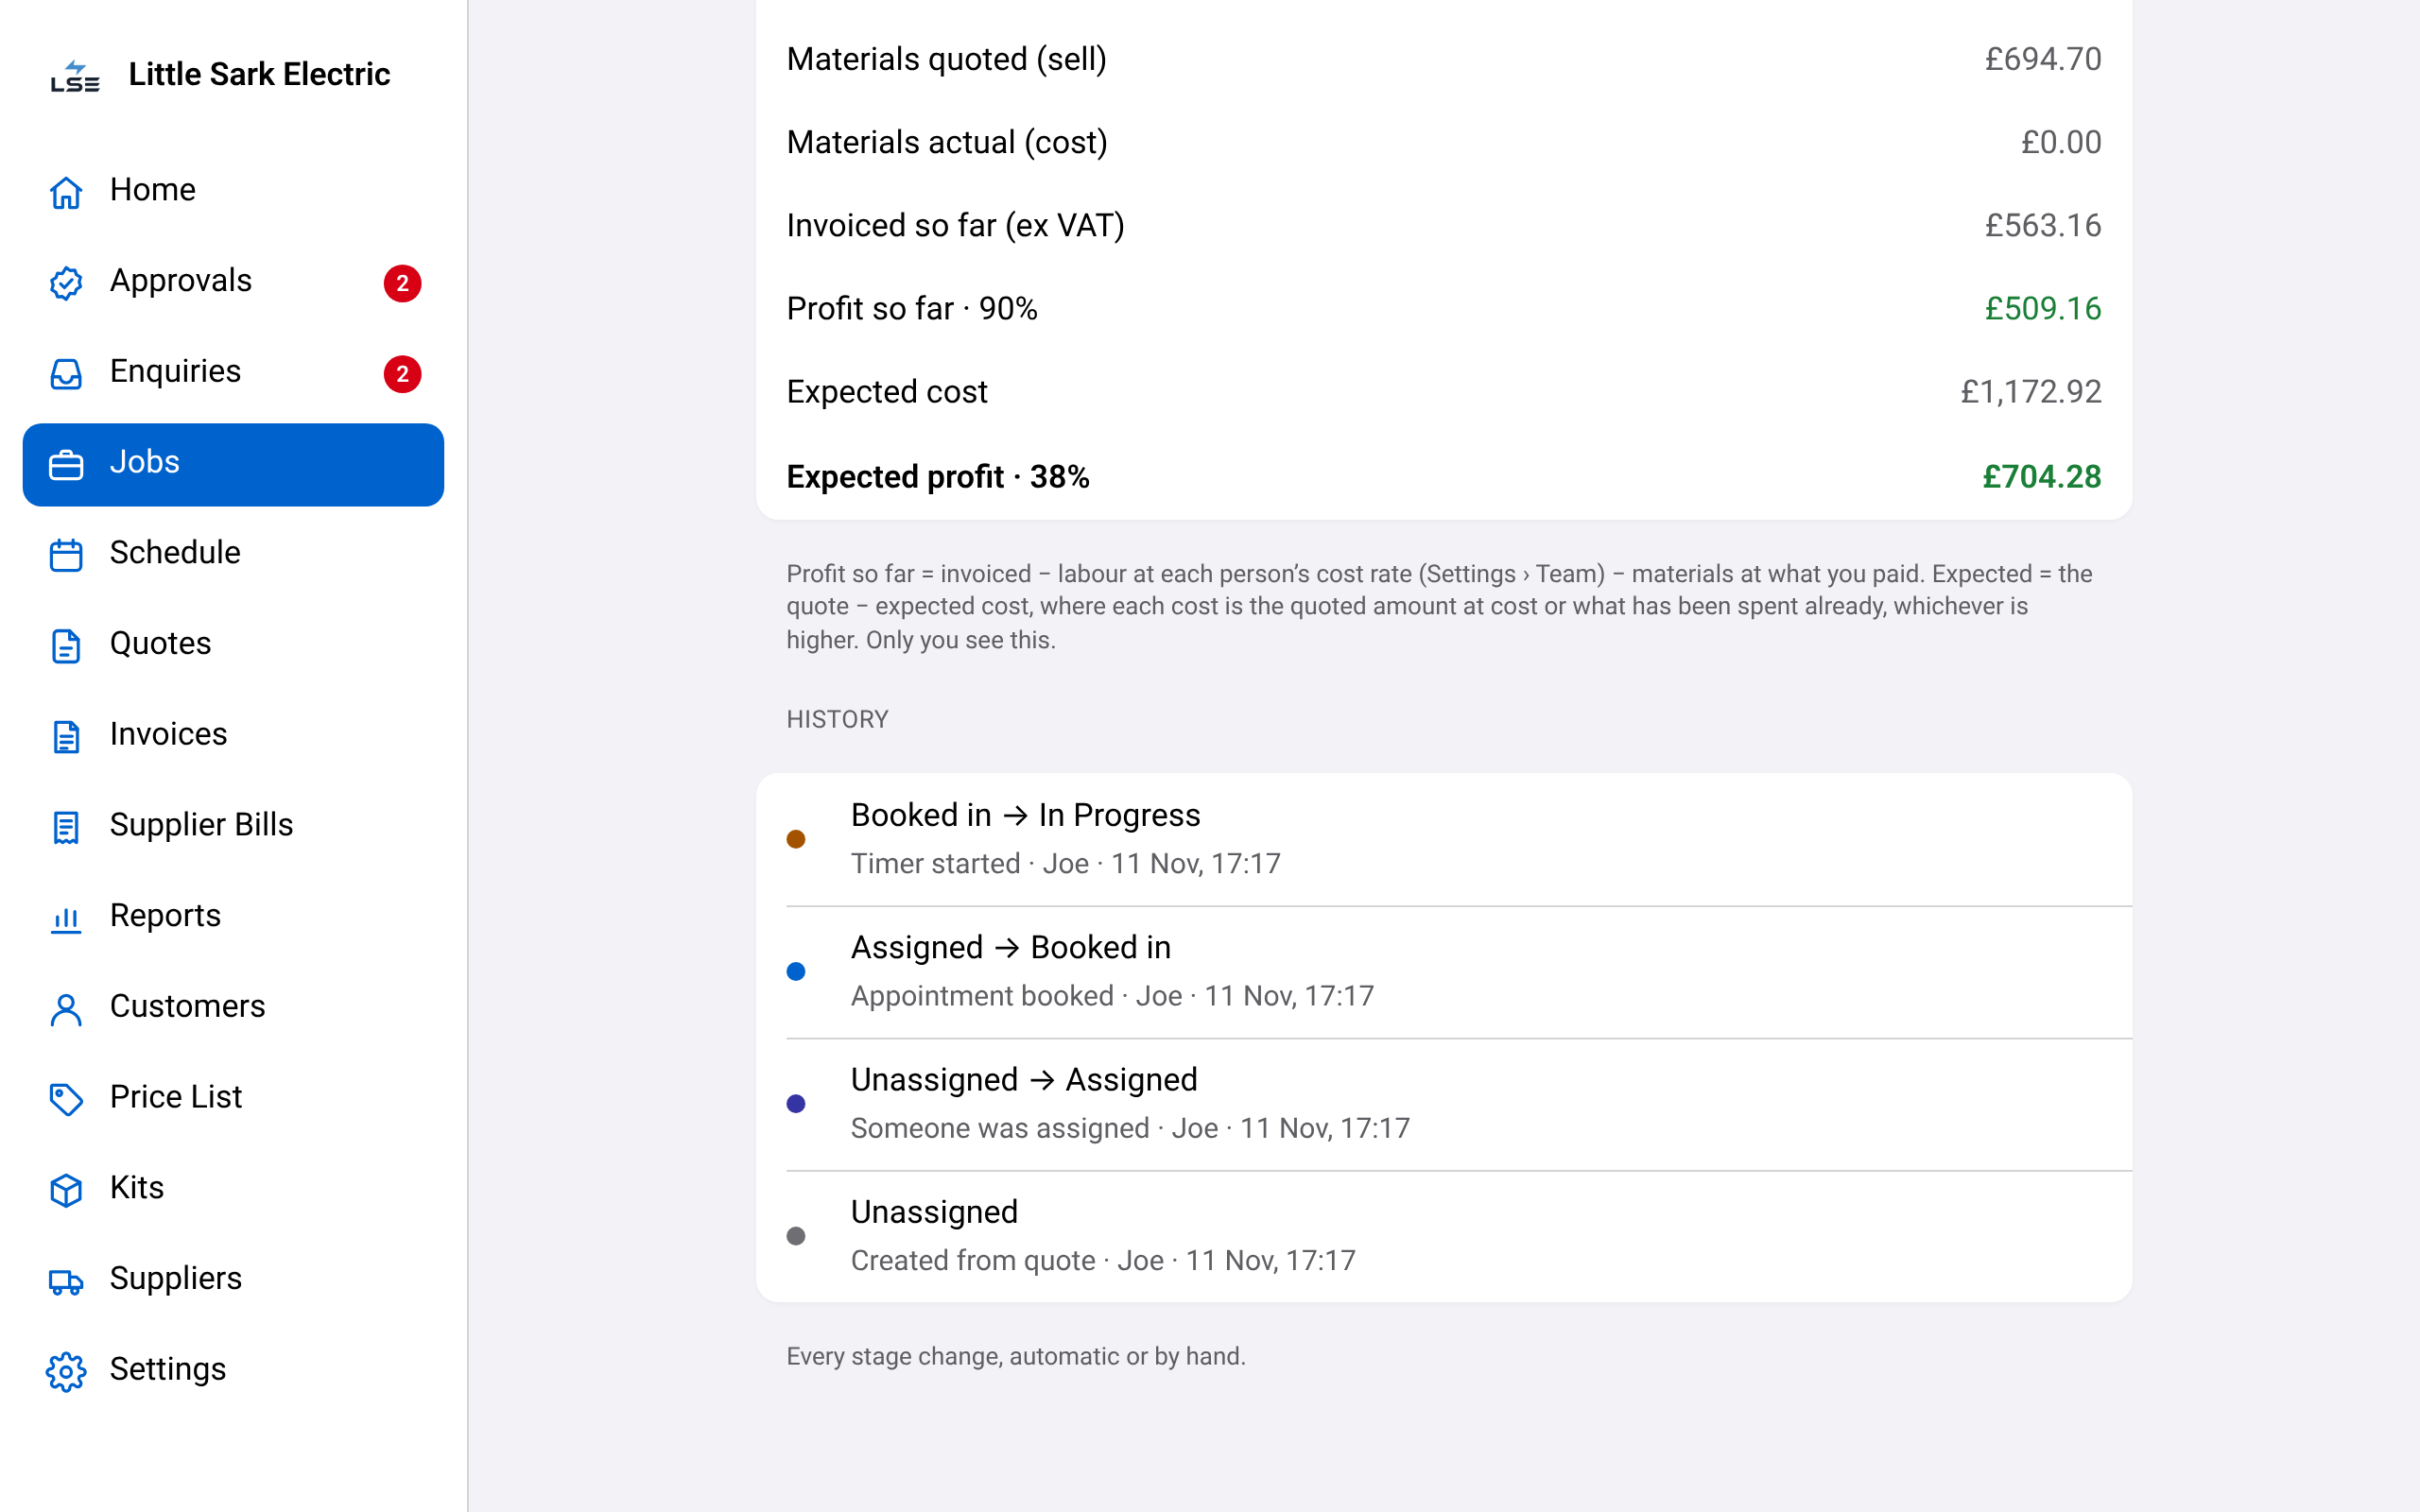 LSE Little Sark Electric
Home
Approvals 2
Enquiries 2
Jobs
Schedule
Quotes
Invoices
Supplier Bills
Reports
Customers
Price List
Kits
Suppliers
Settings
Materials quoted (sell) £694.70
Materials actual (cost) £0.00
Invoiced so far (ex VAT) £563.16
Profit so far · 90% £509.16
Expected cost £1,172.92
Expected profit · 38% £704.28
Profit so far = invoiced − labour at each person’s cost rate (Settings › Team) − materials at what you paid. Expected = the
quote − expected cost, where each cost is the quoted amount at cost or what has been spent already, whichever is
higher. Only you see this.
HISTORY
Booked in → In Progress
Timer started · Joe · 11 Nov, 17:17
Assigned → Booked in
Appointment booked · Joe · 11 Nov, 17:17
Unassigned → Assigned
Someone was assigned · Joe · 11 Nov, 17:17
Unassigned
Created from quote · Joe · 11 Nov, 17:17
Every stage change, automatic or by hand.